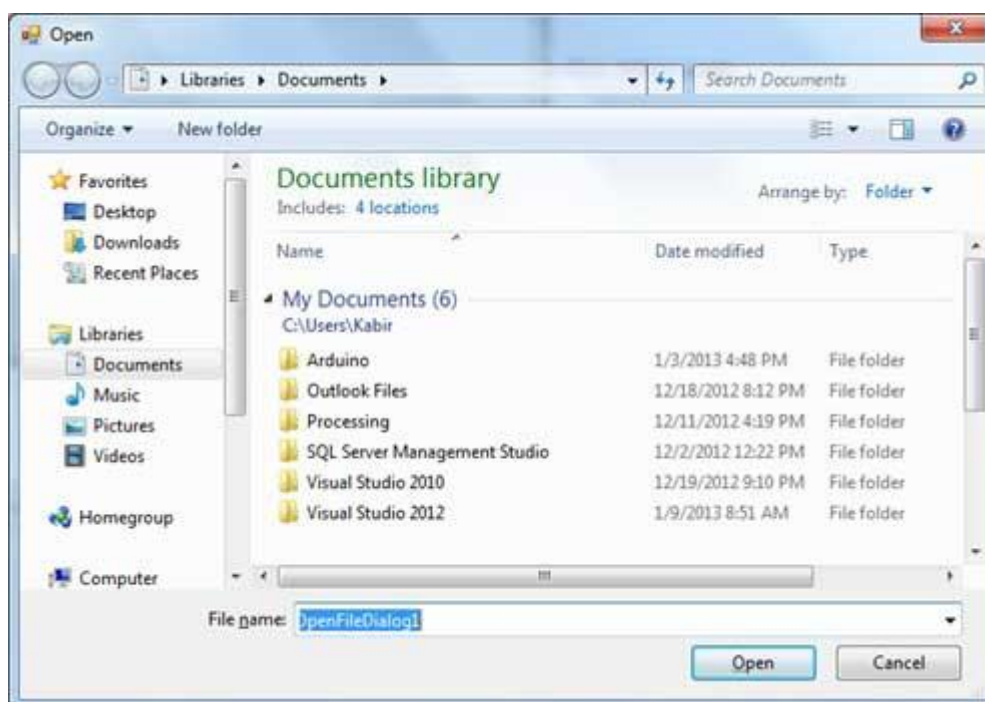 Open
Libraries Documents
Search Documents
Organize New folder
Favorites
Desktop
Downloads
Recent Places
Libraries
Documents
Music
Pictures
Videos
Homegroup
Computer
Documents library
Includes: 4 locations
Arrange by: Folder
Name Date modified Type
My Documents (6)
C:\Users\Kabir
Arduino 1/3/2013 4:48 PM File folder
Outlook Files 12/18/2012 8:12 PM File folder
Processing 12/11/2012 4:19 PM File folder
SQL Server Management Studio 12/2/2012 12:22 PM File folder
Visual Studio 2010 12/19/2012 9:10 PM File folder
Visual Studio 2012 1/9/2013 8:51 AM File folder
File name: OpenFileDialog1
Open Cancel